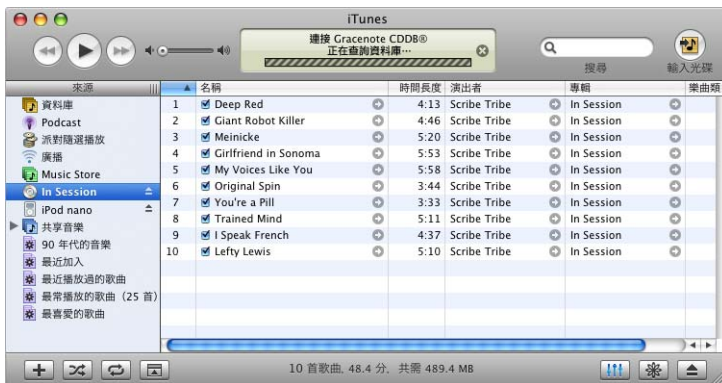 iTunes
連接 Gracenote CDDB®
正在查詢資料庫…
搜尋
輸入光碟
來源
名稱 時間長度 演出者 專輯 樂曲類
資料庫
Podcast
派對隨選播放
廣播
Music Store
In Session
iPod nano
共享音樂
90 年代的音樂
最近加入
最近播放過的歌曲
最常播放的歌曲（25 首）
最喜愛的歌曲
1 Deep Red 4:13 Scribe Tribe In Session
2 Giant Robot Killer 4:46 Scribe Tribe In Session
3 Meinicke 5:20 Scribe Tribe In Session
4 Girlfriend in Sonoma 5:53 Scribe Tribe In Session
5 My Voices Like You 5:58 Scribe Tribe In Session
6 Original Spin 3:44 Scribe Tribe In Session
7 You're a Pill 3:33 Scribe Tribe In Session
8 Trained Mind 5:11 Scribe Tribe In Session
9 I Speak French 4:37 Scribe Tribe In Session
10 Lefty Lewis 5:10 Scribe Tribe In Session
10 首歌曲, 48.4 分, 共需 489.4 MB